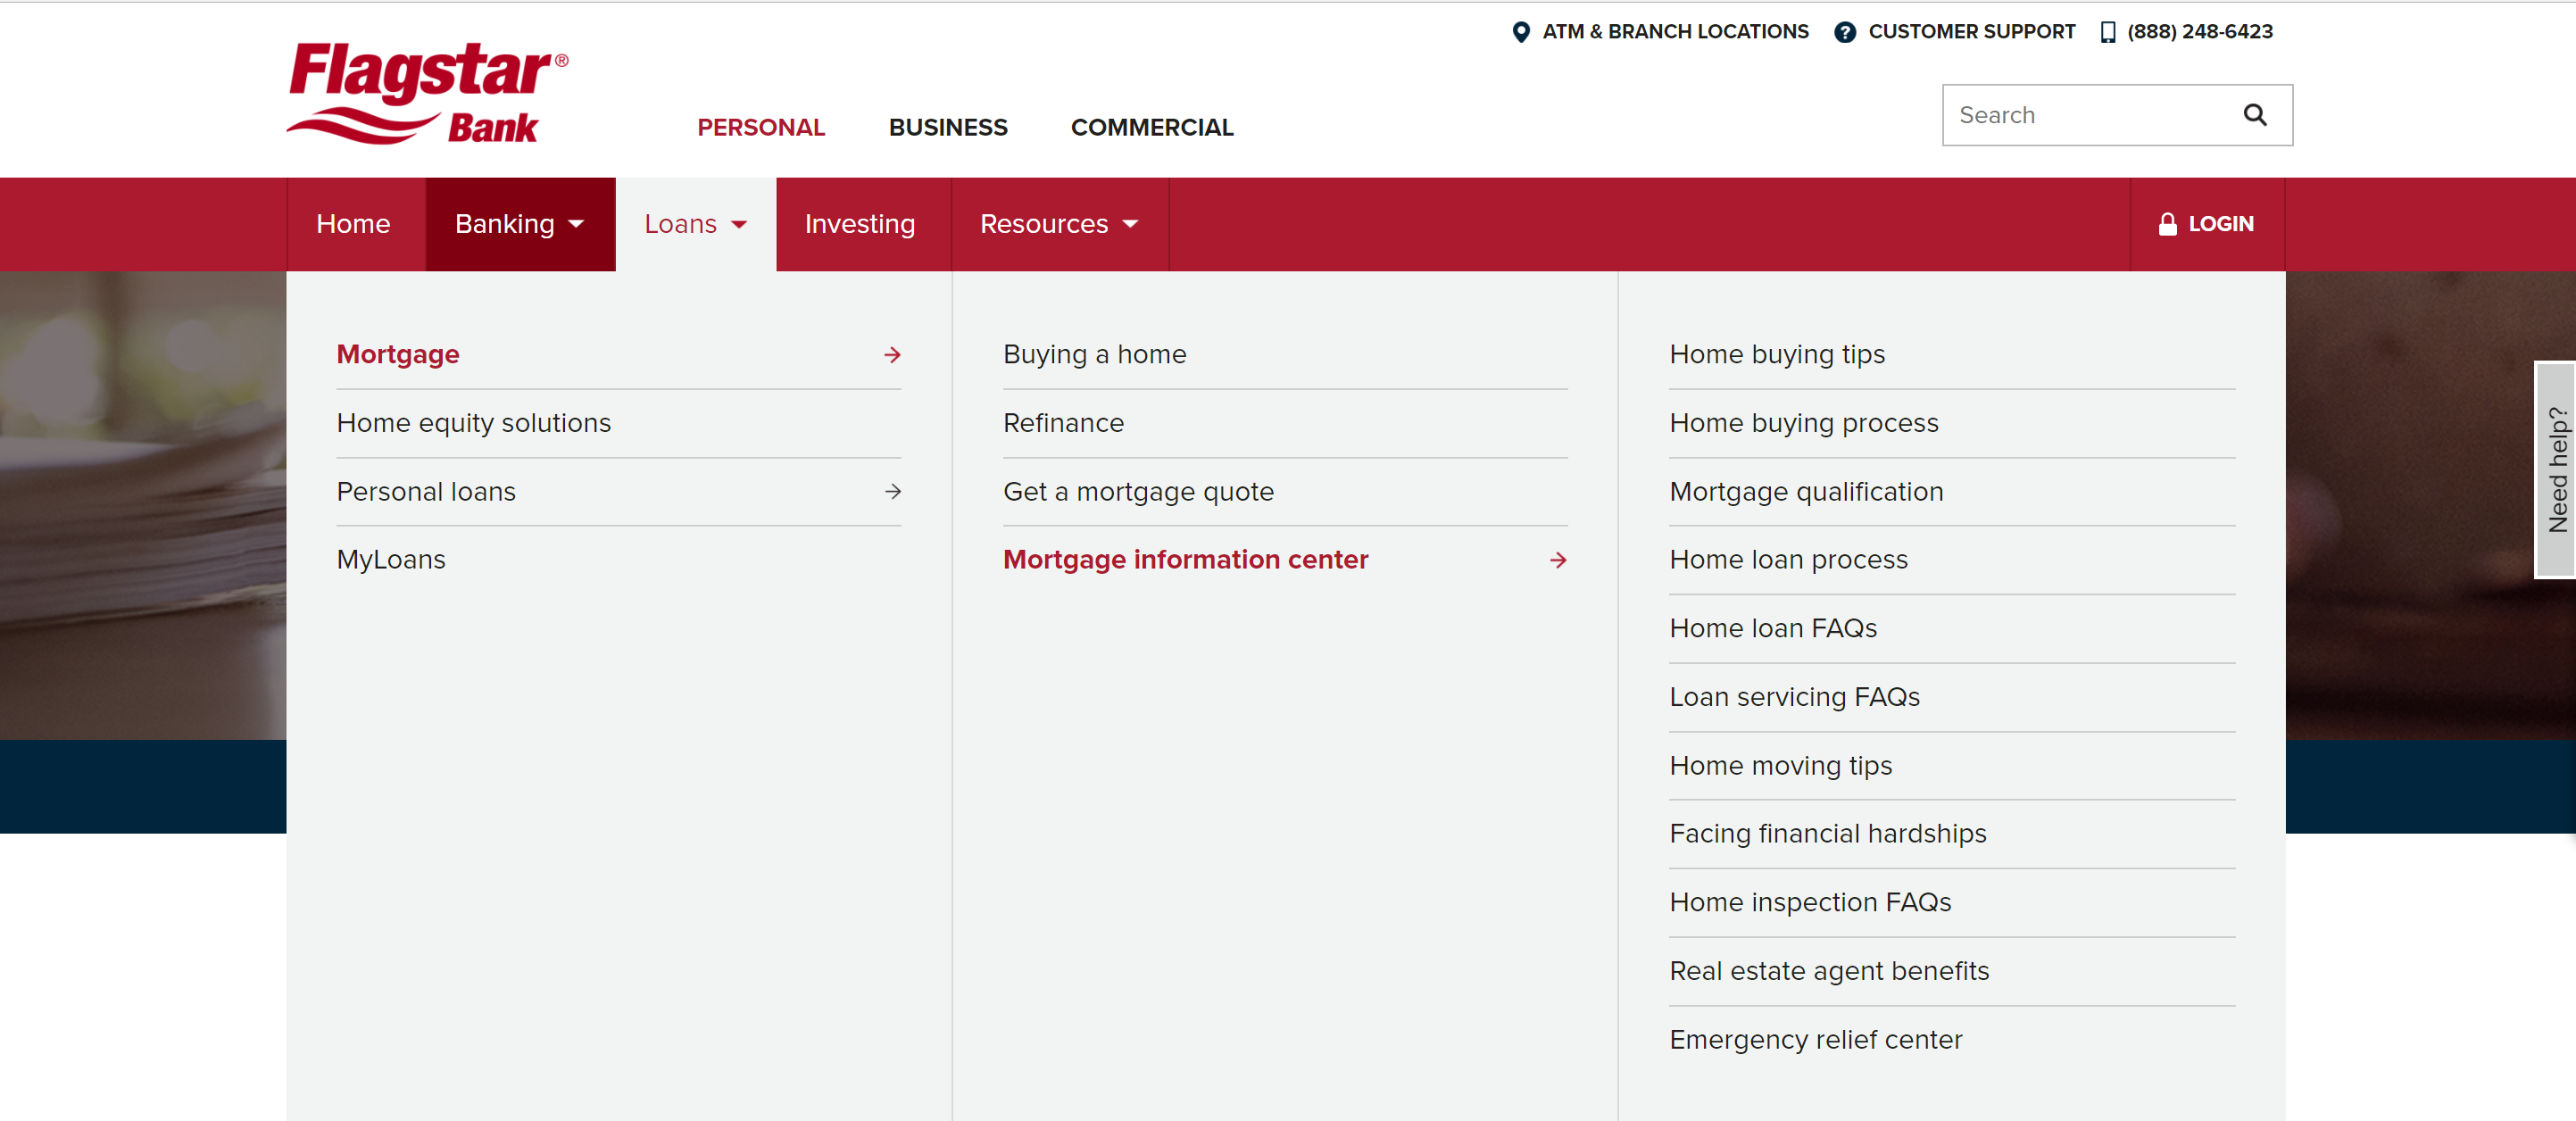 ATM & BRANCH LOCATIONS
CUSTOMER SUPPORT
(888) 248-6423
Flagstar®
Bank
PERSONAL
BUSINESS
COMMERCIAL
Search
Home
Banking
Loans
Investing
Resources
LOGIN
Mortgage
Home equity solutions
Personal loans
MyLoans
Buying a home
Refinance
Get a mortgage quote
Mortgage information center
Home buying tips
Home buying process
Mortgage qualification
Home loan process
Home loan FAQs
Loan servicing FAQs
Home moving tips
Facing financial hardships
Home inspection FAQs
Real estate agent benefits
Emergency relief center
Need help?